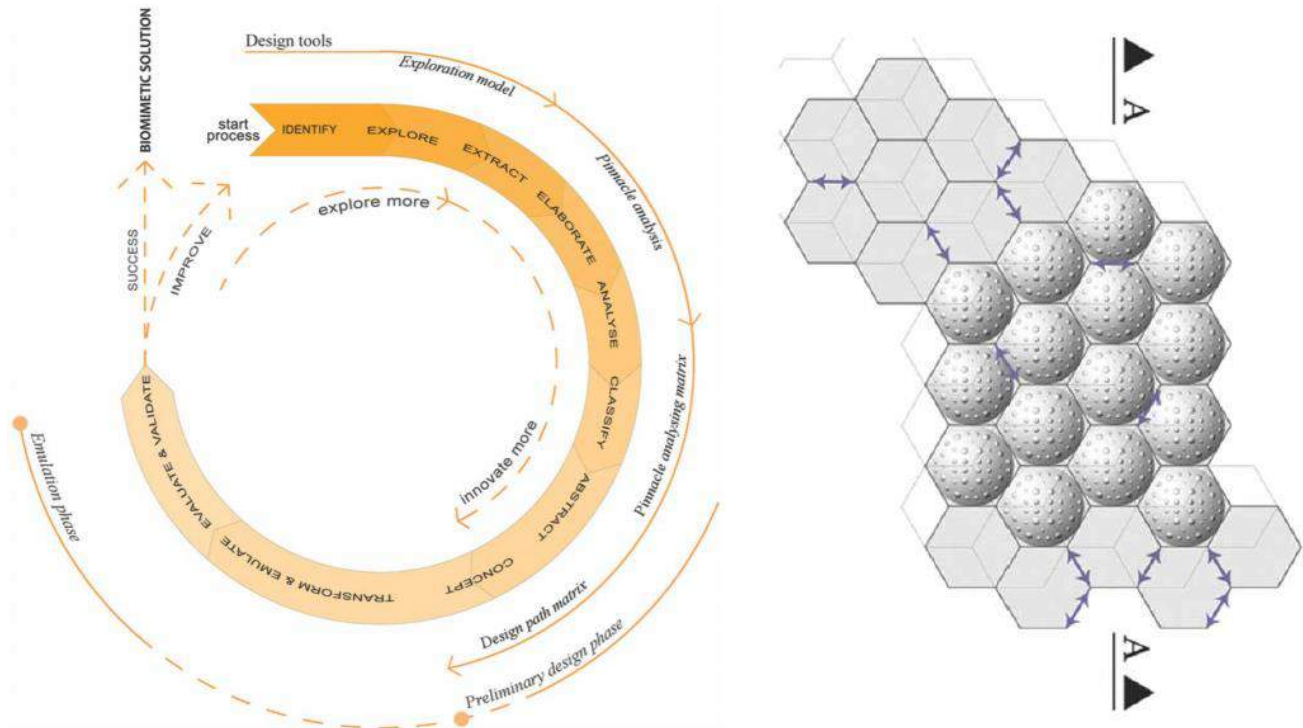 Design tools
Exploration model
Pinnacle analysis
Pinnacle analysing matrix
Design path matrix
Preliminary design phase
Emulation phase
BIOMIMETIC SOLUTION
start
process
IDENTIFY
EXPLORE
EXTRACT
ELABORATE
ANALYSE
CLASSIFY
ABSTRACT
CONCEPT
TRANSFORM & EMULATE
EVALUATE & VALIDATE
SUCCESS
IMPROVE
explore more
innovate more
A
A